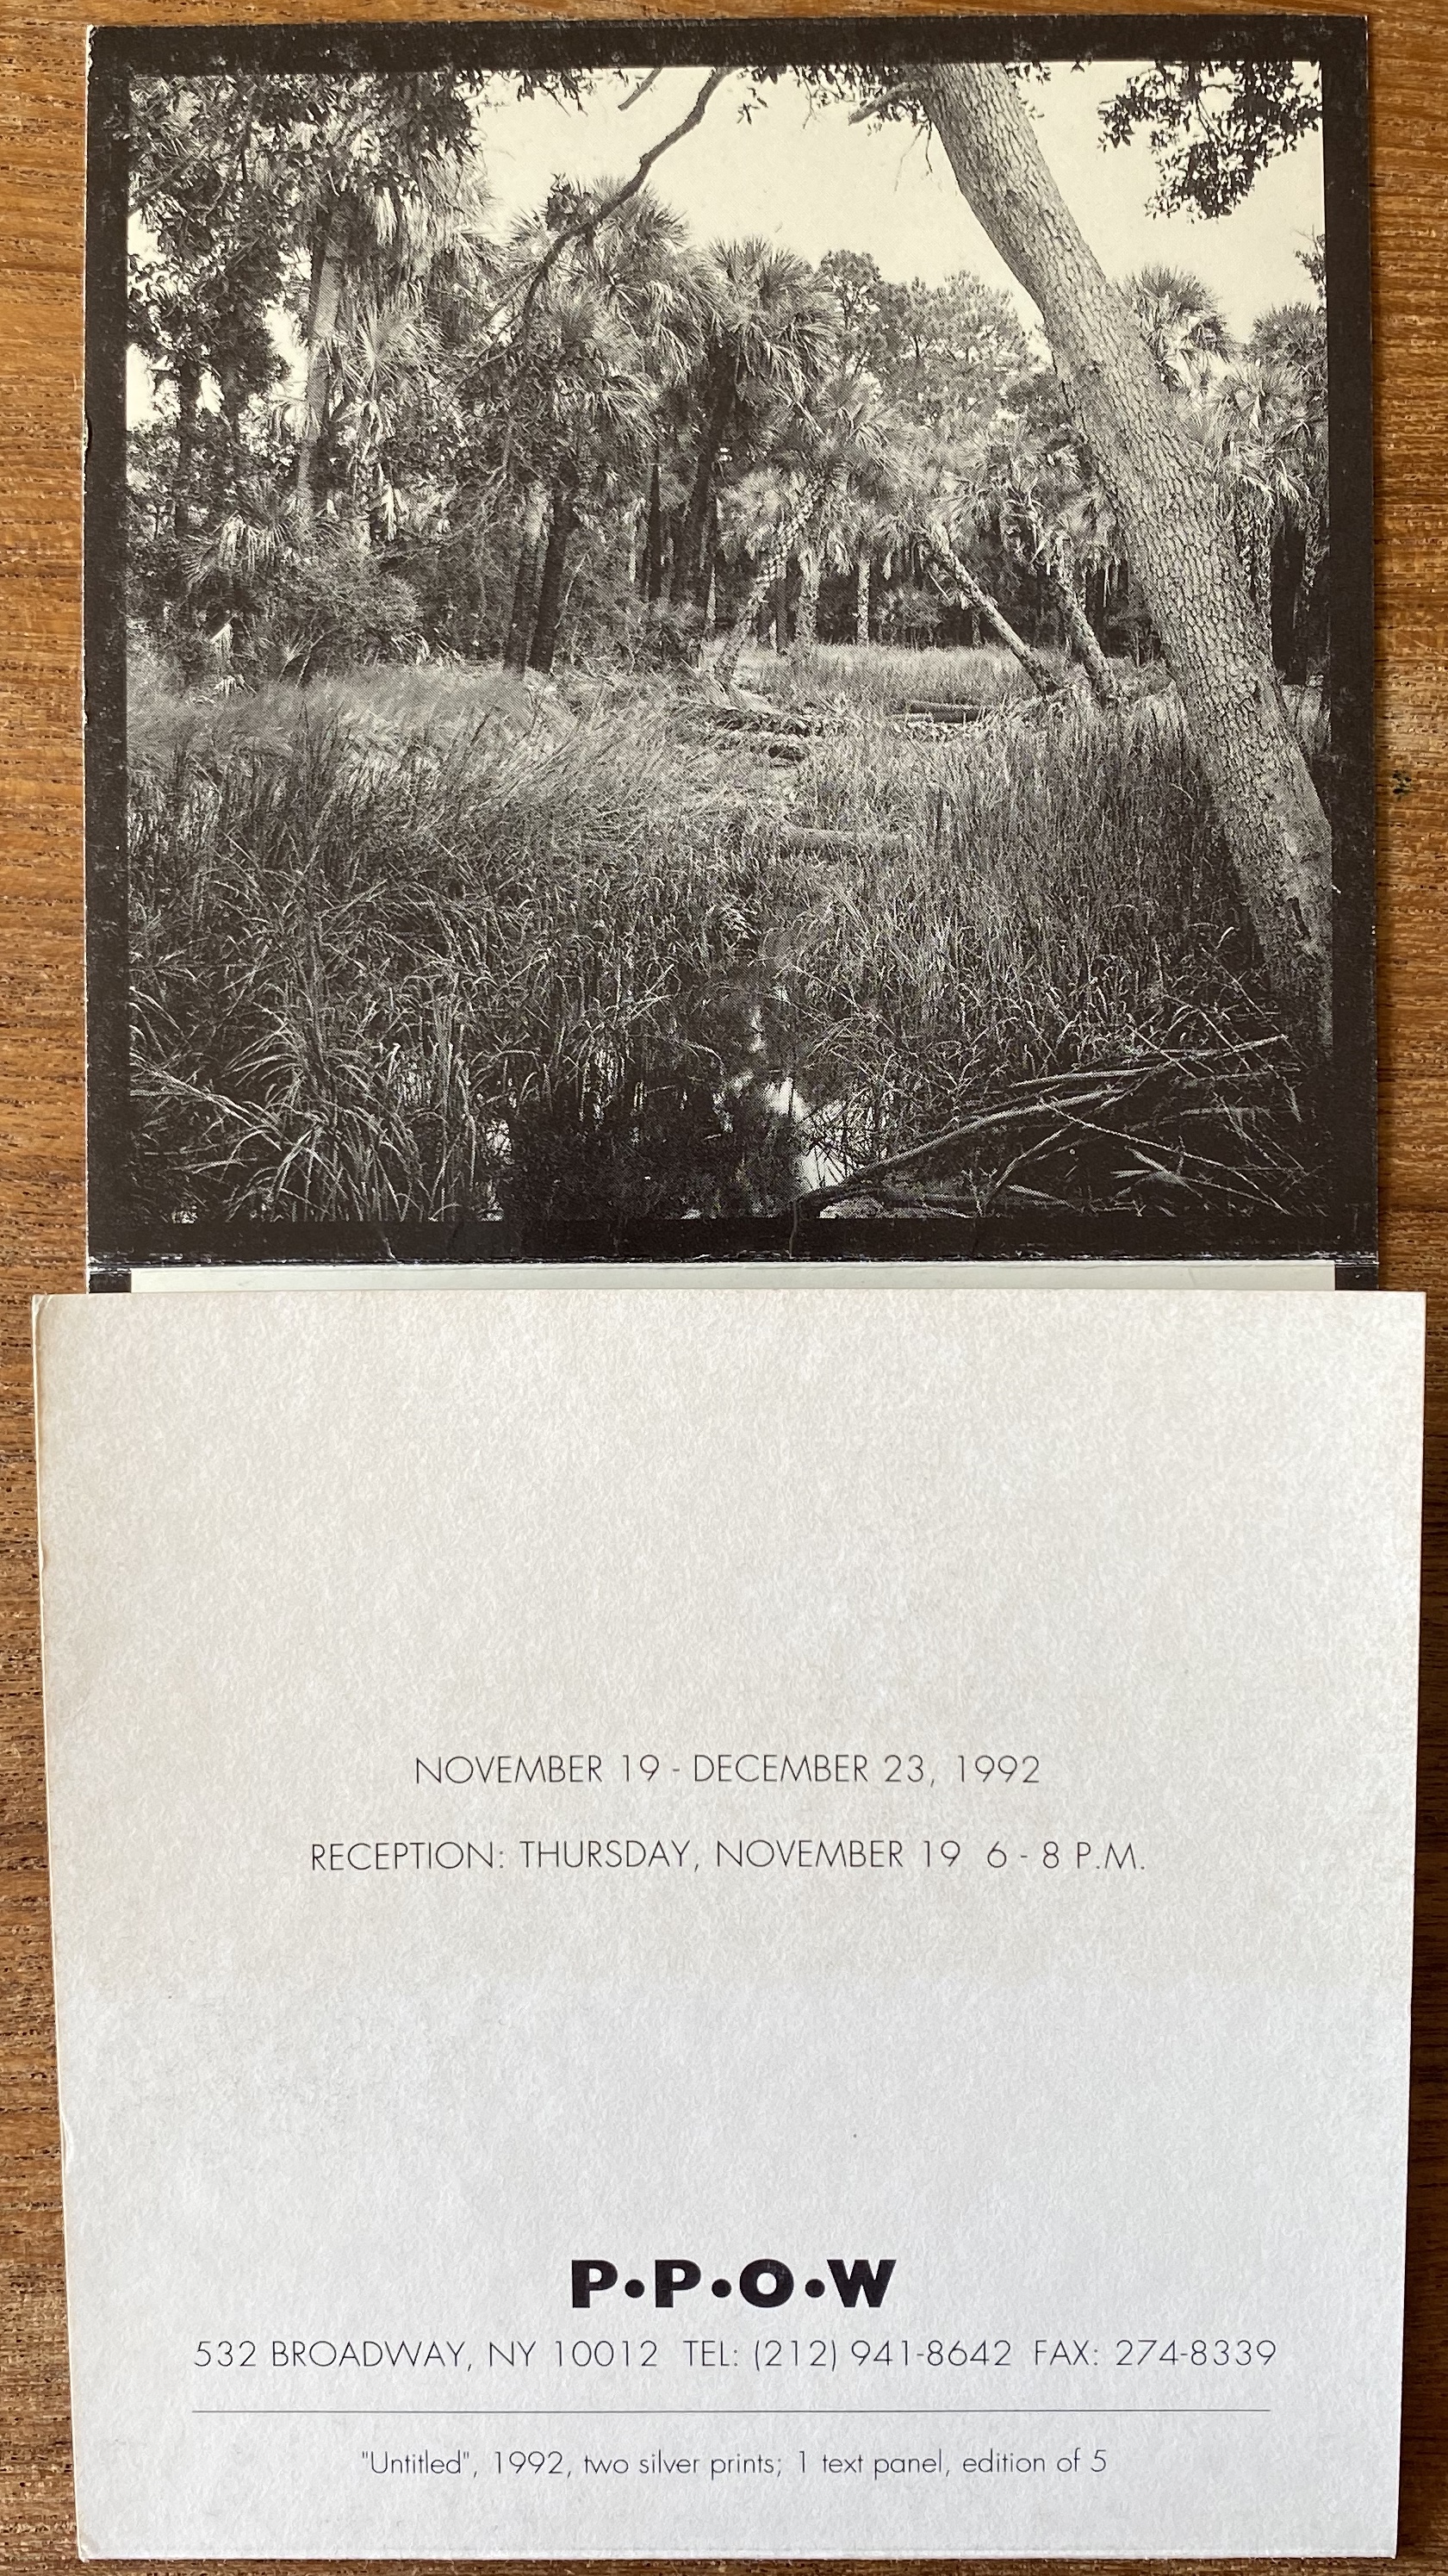 NOVEMBER 19 - DECEMBER 23, 1992
RECEPTION: THURSDAY, NOVEMBER 19 6 - 8 P.M.
P•P•O•W
532 BROADWAY, NY 10012 TEL: (212) 941-8642 FAX: 274-8339
"Untitled", 1992, two silver prints; 1 text panel, edition of 5